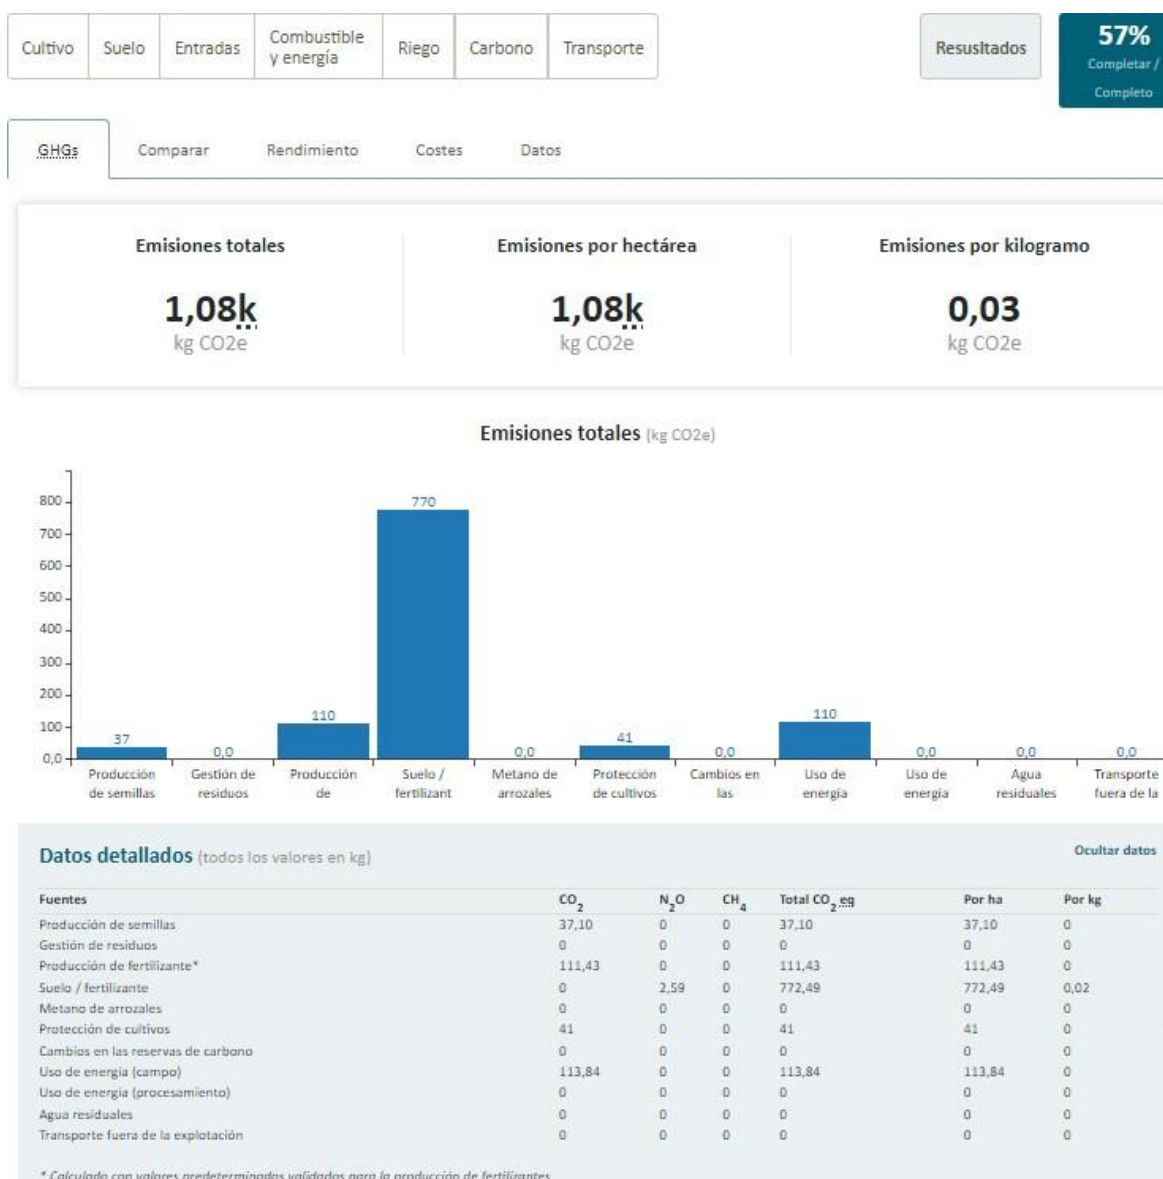 Cultivo Suelo Entradas Combustible y energía Riego Carbono Transporte Resusltados 57% Completar / Completo
GHGs Comparar Rendimiento Costes Datos
Emisiones totales Emisiones por hectárea Emisiones por kilogramo
1,08k 1,08k 0,03
kg CO2e kg CO2e kg CO2e
Emisiones totales (kg CO2e)
800
700
600
500
400
300
200
100
0,0
37 0,0 110 770 0,0 41 0,0 110 0,0 0,0 0,0
Producción Gestión de Producción Suelo / Metano de Protección Cambios en Uso de Uso de Agua Transporte
de semillas residuos de fertilizant arrozales de cultivos las energía energía residuales fuera de la
Datos detallados (todos los valores en kg) Ocultar datos
Fuentes CO2 N2O CH4 Total CO2 eq Por ha Por kg
Producción de semillas 37,10 0 0 37,10 37,10 0
Gestión de residuos 0 0 0 0 0 0
Producción de fertilizante* 111,43 0 0 111,43 111,43 0
Suelo / fertilizante 0 2,59 0 772,49 772,49 0,02
Metano de arrozales 0 0 0 0 0 0
Protección de cultivos 41 0 0 41 41 0
Cambios en las reservas de carbono 0 0 0 0 0 0
Uso de energía (campo) 113,84 0 0 113,84 113,84 0
Uso de energía (procesamiento) 0 0 0 0 0 0
Agua residuales 0 0 0 0 0 0
Transporte fuera de la explotación 0 0 0 0 0 0
* Calculado con valores predeterminados validados para la producción de fertilizantes